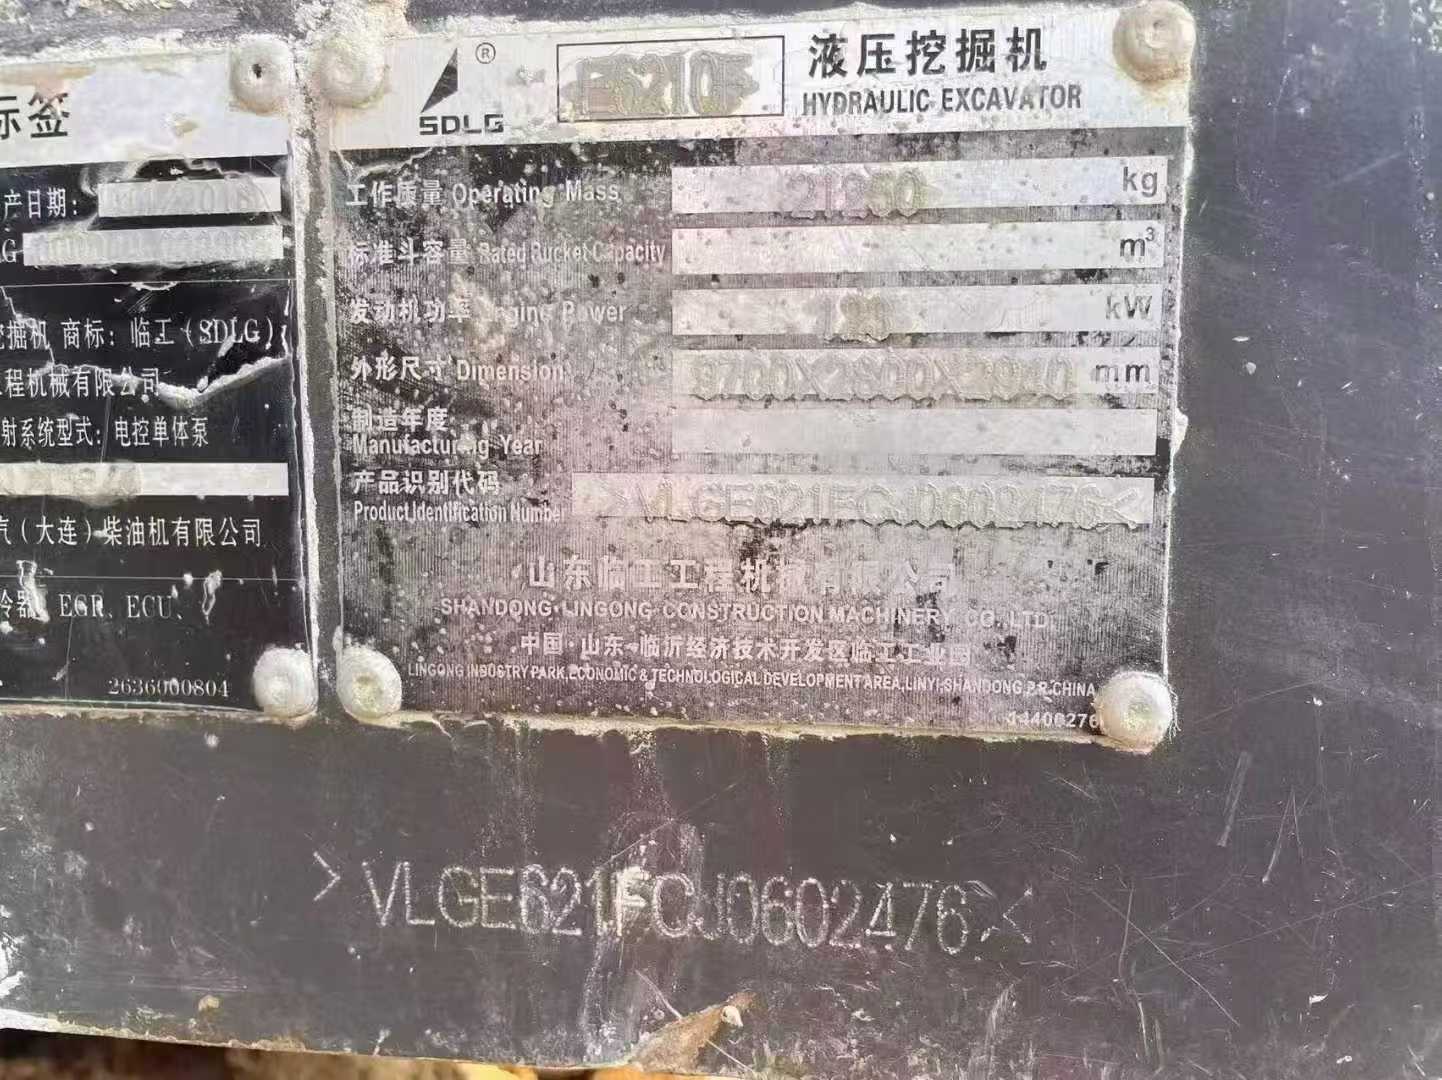 标签
产日期:
挖掘机 商标: 临工(SDLG)
工程机械有限公司
射系统型式: 电控单体泵
汽(大连)柴油机有限公司
冷器、EGR、ECU、
2636000804
®
SDLG
E6210F
液压挖掘机
HYDRAULIC EXCAVATOR
工作质量 Operating Mass 21260 kg
标准斗容量 Rated Bucket Capacity m³
发动机功率 Engine Power kW
外形尺寸 Dimension mm
制造年度
Manufacturing Year
产品识别代码
Product Identification Number
>VLGE621FCJ0602476<
山东临工工程机械有限公司
SHANDONG LINGONG CONSTRUCTION MACHINERY CO. LTD.
中国·山东·临沂经济技术开发区临工工业园
LINGONG INDUSTRY PARK, ECONOMIC & TECHNOLOGICAL DEVELOPMENT AREA, LINYI, SHANDONG, P.R.CHINA
>VLGE621FCJ0602476<